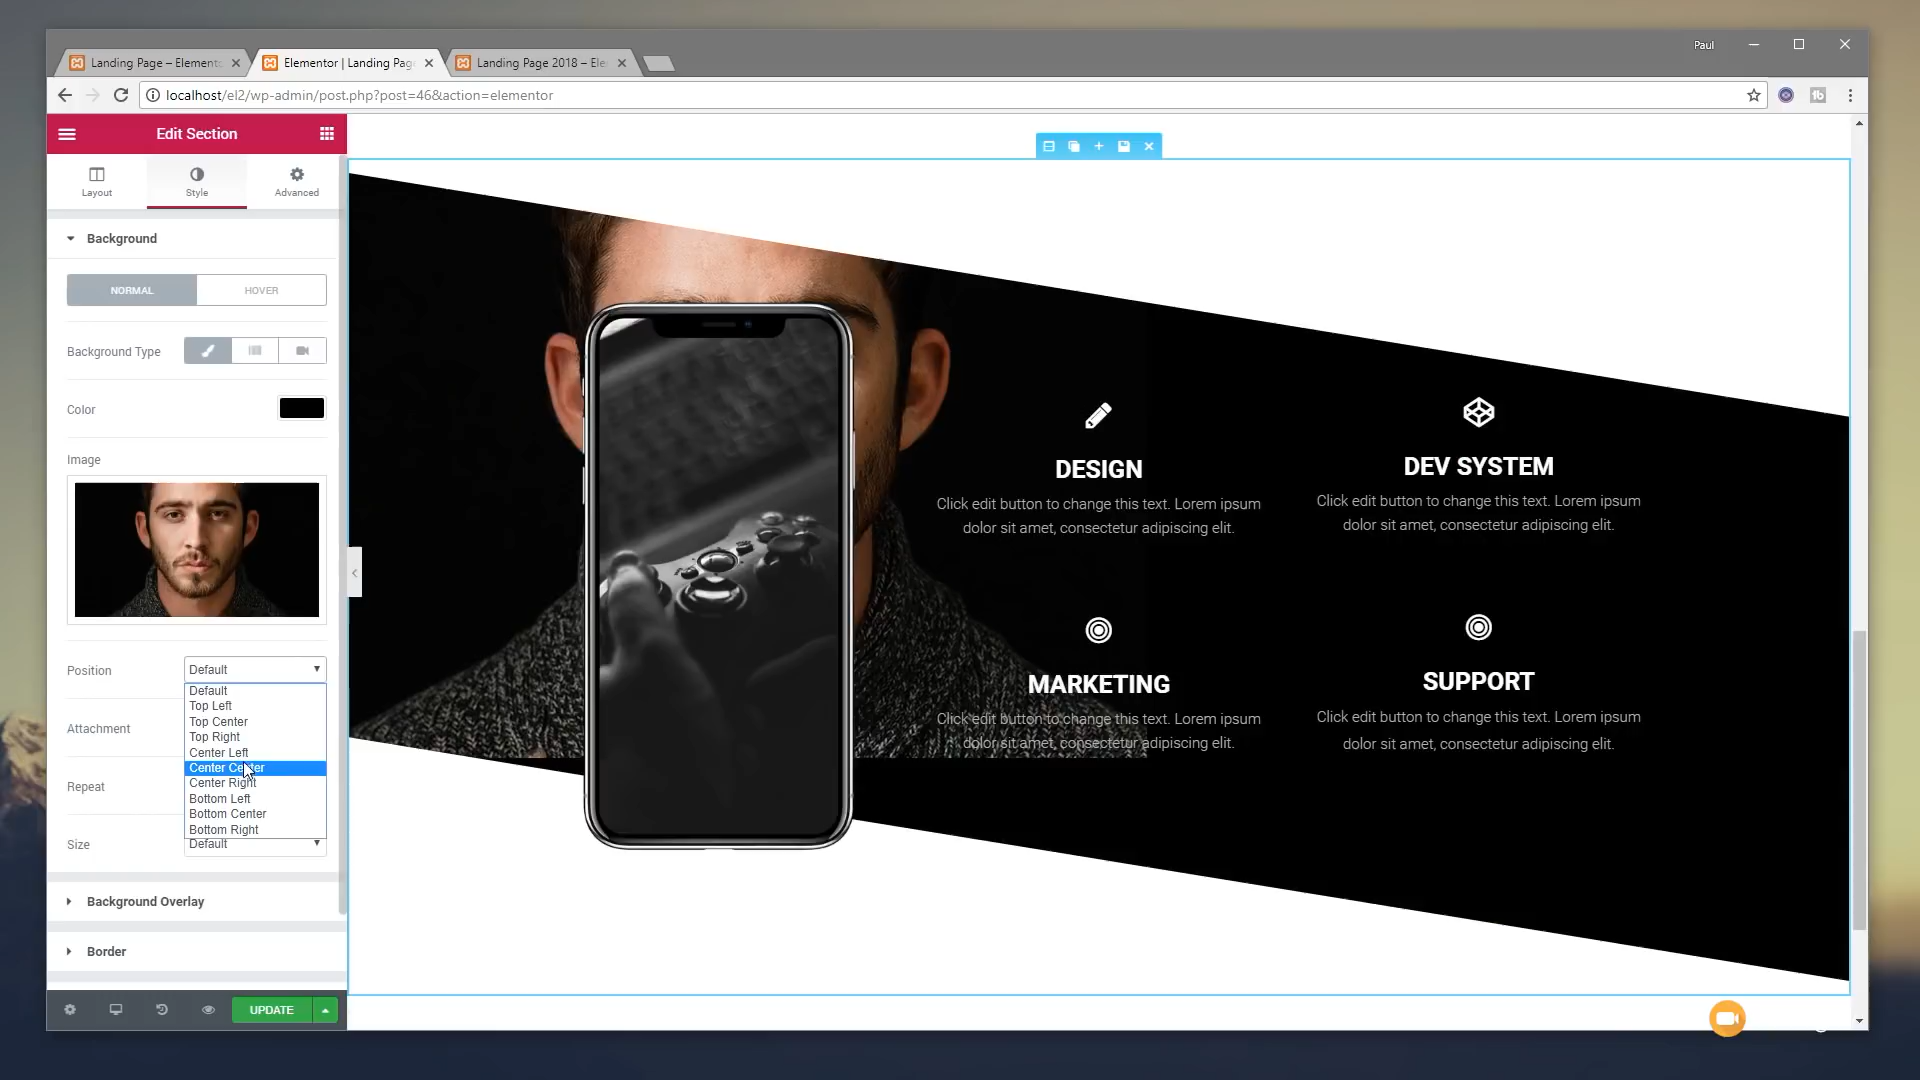 Paul
Landing Page – Elemento
Elementor | Landing Pag
Landing Page 2018 – Ele
localhost/el2/wp-admin/post.php?post=46&action=elementor
Edit Section
Layout
Style
Advanced
Background
NORMAL
HOVER
Background Type
Color
Image
Position
Default
Default
Top Left
Top Center
Top Right
Center Left
Center Center
Center Right
Bottom Left
Bottom Center
Bottom Right
Attachment
Repeat
Size
Default
Background Overlay
Border
UPDATE
DESIGN
Click edit button to change this text. Lorem ipsum
dolor sit amet, consectetur adipiscing elit.
DEV SYSTEM
Click edit button to change this text. Lorem ipsum
dolor sit amet, consectetur adipiscing elit.
MARKETING
Click edit button to change this text. Lorem ipsum
dolor sit amet, consectetur adipiscing elit.
SUPPORT
Click edit button to change this text. Lorem ipsum
dolor sit amet, consectetur adipiscing elit.